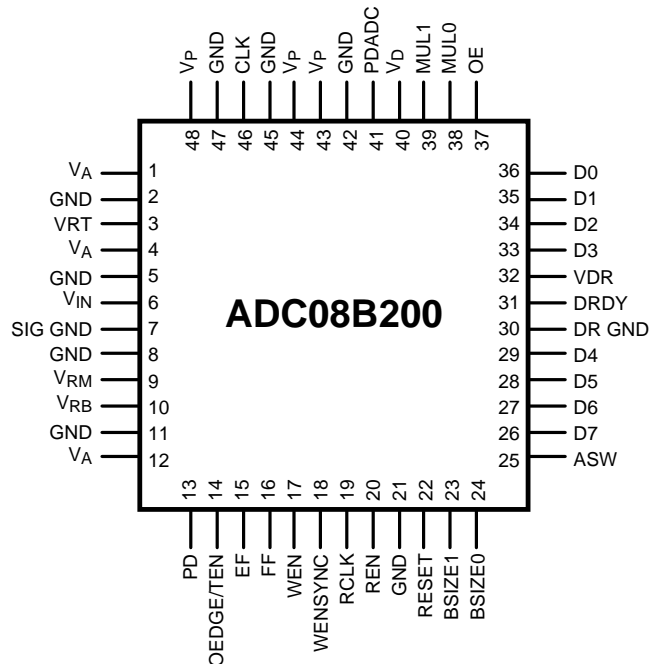 VP GND CLK GND VP VP GND PDADC VD MUL1 MUL0 OE
48 47 46 45 44 43 42 41 40 39 38 37
VA 1 36 D0
GND 2 35 D1
VRT 3 34 D2
VA 4 33 D3
GND 5 32 VDR
VIN 6 31 DRDY
ADC08B200
SIG GND 7 30 DR GND
GND 8 29 D4
VRM 9 28 D5
VRB 10 27 D6
GND 11 26 D7
VA 12 25 ASW
13 14 15 16 17 18 19 20 21 22 23 24
PD OEDGE/TEN EF FF WEN WENSYNC RCLK REN GND RESET BSIZE1 BSIZE0